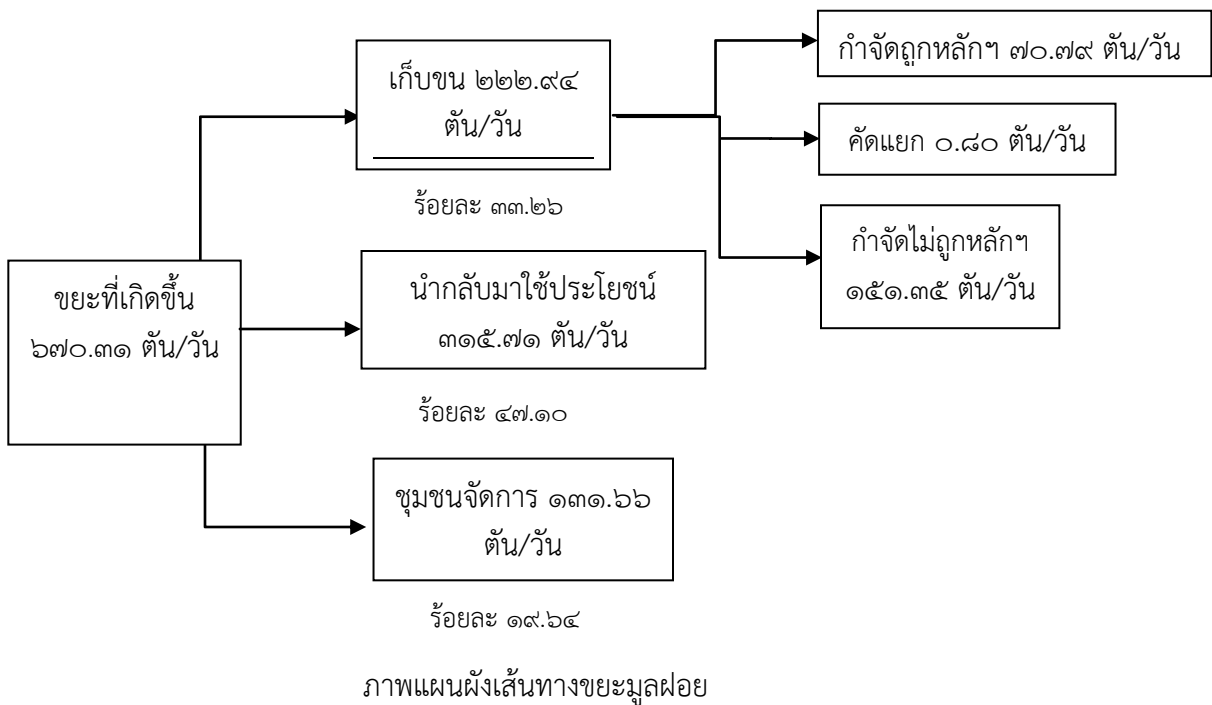 กำจัดถูกหลักฯ ๗๐.๗๙ ตัน/วัน
เก็บขน ๒๒๒.๙๔
ตัน/วัน
คัดแยก ๐.๘๐ ตัน/วัน
ร้อยละ ๓๓.๒๖
กำจัดไม่ถูกหลักฯ
๑๕๑.๓๕ ตัน/วัน
ขยะที่เกิดขึ้น
๖๗๐.๓๑ ตัน/วัน
นำกลับมาใช้ประโยชน์
๓๑๕.๗๑ ตัน/วัน
ร้อยละ ๔๗.๑๐
ชุมชนจัดการ ๑๓๑.๖๖
ตัน/วัน
ร้อยละ ๑๙.๖๔
ภาพแผนผังเส้นทางขยะมูลฝอย